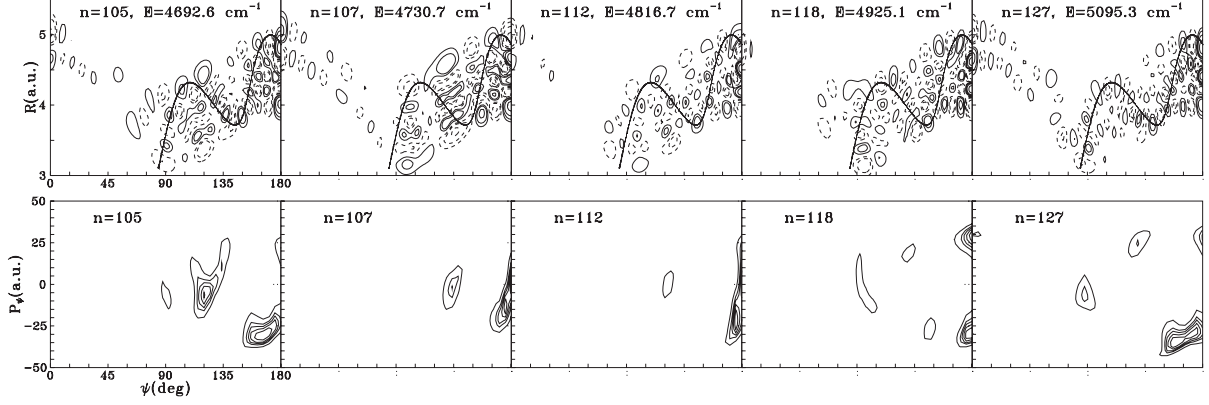 n=105, E=4692.6 cm⁻¹
n=107, E=4730.7 cm⁻¹
n=112, E=4816.7 cm⁻¹
n=118, E=4925.1 cm⁻¹
n=127, E=5095.3 cm⁻¹
5
R(a.u.)
4
3
0 45 90 135 180
50
n=105
n=107
n=112
n=118
n=127
25
P_ψ(a.u.)
0
−25
−50
0 45 90 135 180
ψ(deg)